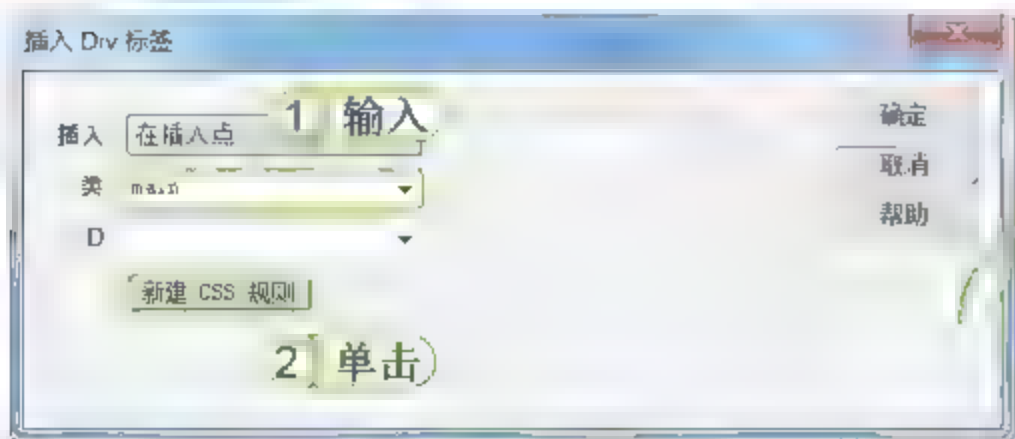 插入 Div 标签
1 输入
插入 在插入点
确定
类 main
取消
D
帮助
新建 CSS 规则
2 单击